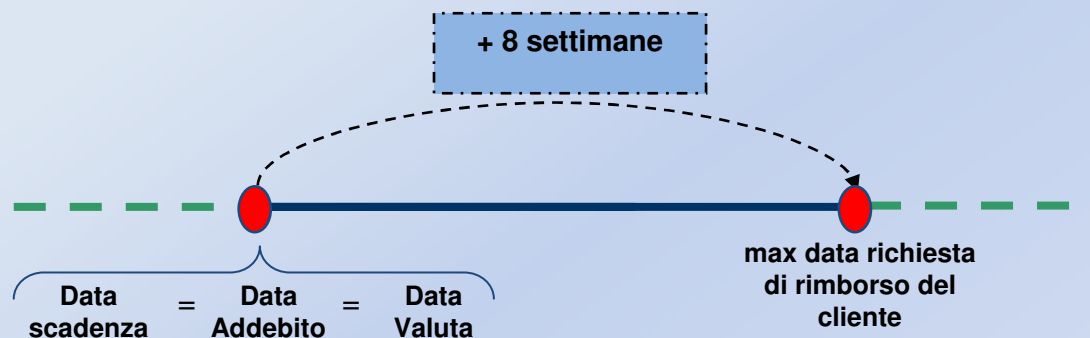 + 8 settimane
max data richiesta
di rimborso del
cliente
Data = Data = Data
scadenza Addebito Valuta